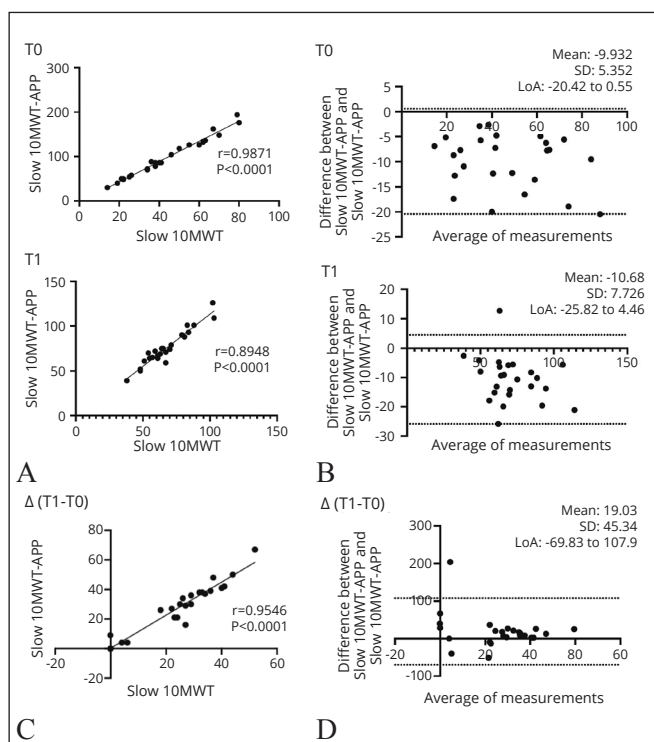 T0
Slow 10MWT-APP
300
200
100
0
0 20 40 60 80 100
Slow 10MWT
r=0.9871
P<0.0001
T0
Mean: -9.932
SD: 5.352
LoA: -20.42 to 0.55
Difference between
Slow 10MWT-APP and
Slow 10MWT-APP
5
0
-5
-10
-15
-20
-25
20 40 60 80 100
Average of measurements
T1
Slow 10MWT-APP
150
100
50
0
0 50 100 150
Slow 10MWT
r=0.8948
P<0.0001
A
T1
Mean: -10.68
SD: 7.726
LoA: -25.82 to 4.46
Difference between
Slow 10MWT-APP and
Slow 10MWT-APP
20
10
0
-10
-20
-30
50 100 150
Average of measurements
B
Δ (T1-T0)
Slow 10MWT-APP
80
60
40
20
-20
-20 0 20 40 60
Slow 10MWT
r=0.9546
P<0.0001
C
Δ (T1-T0)
Mean: 19.03
SD: 45.34
LoA: -69.83 to 107.9
Difference between
Slow 10MWT-APP and
Slow 10MWT-APP
300
200
100
0
-100
-20 20 80 60
Average of measurements
D